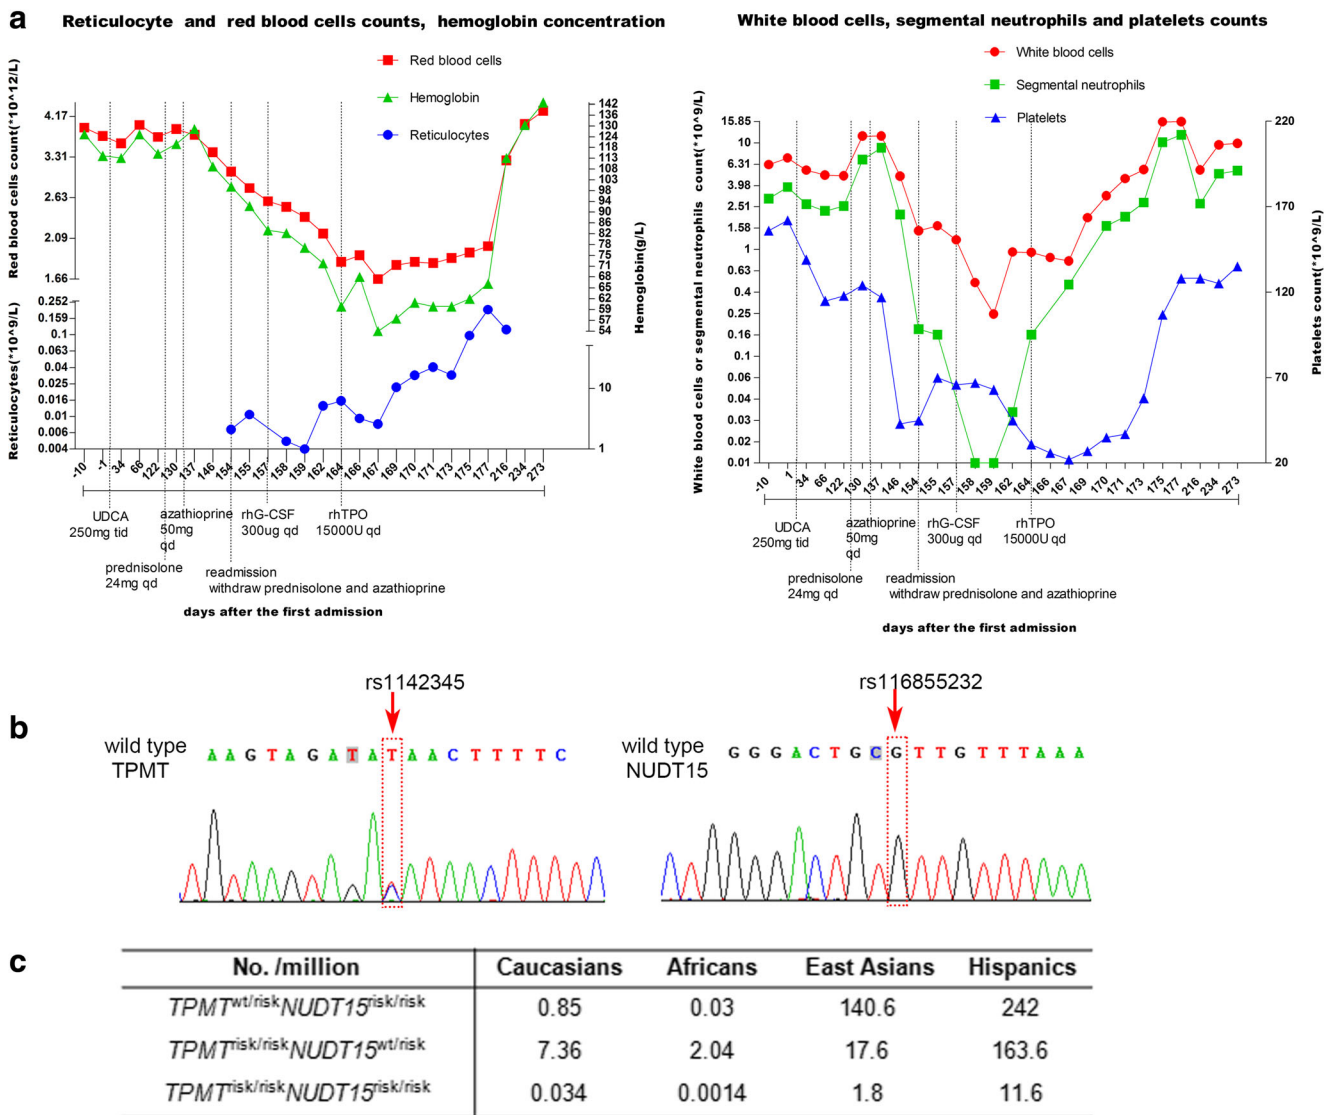 a
Reticulocyte and red blood cells counts, hemoglobin concentration
Red blood cells
Hemoglobin
Reticulocytes
Red blood cells count(*10^12/L)
4.17
3.31
2.63
2.09
1.66
Reticulocytes(*10^9/L)
0.252
0.159
0.1
0.063
0.04
0.025
0.016
0.01
0.006
0.004
142
136
130
124
118
113
108
103
98
94
90
86
82
78
75
71
68
65
62
59
57
54
10
1
Hemoglobin(g/L)
-10 -1 34 66 122 130 137 146 154 155 157 158 159 162 164 166 167 169 170 171 173 175 177 216 234 273
UDCA
250mg tid
azathioprine
50mg
qd
rhG-CSF
300ug qd
rhTPO
15000U qd
prednisolone
24mg qd
readmission
withdraw prednisolone and azathioprine
days after the first admission
White blood cells, segmental neutrophils and platelets counts
White blood cells
Segmental neutrophils
Platelets
White blood cells or segmental neutrophils count(*10^9/L)
15.85
10
6.31
3.98
2.51
1.58
1
0.63
0.4
0.25
0.16
0.1
0.06
0.04
0.03
0.02
0.01
220
170
120
70
20
Platelets count(*10^9/L)
-10 1 34 66 122 130 137 146 154 155 157 158 159 162 164 166 167 169 170 171 173 175 177 216 234 273
UDCA
250mg tid
azathioprine
50mg
qd
rhG-CSF
300ug qd
rhTPO
15000U qd
prednisolone
24mg qd
readmission
withdraw prednisolone and azathioprine
days after the first admission
b
rs1142345
wild type
TPMT
A A G T A G A T A T A A C T T T T C
rs116855232
wild type
NUDT15
G G G A C T G C G T T G T T T A A A
c
No. /million Caucasians Africans East Asians Hispanics
TPMTwt/riskNUDT15risk/risk 0.85 0.03 140.6 242
TPMTrisk/riskNUDT15wt/risk 7.36 2.04 17.6 163.6
TPMTrisk/riskNUDT15risk/risk 0.034 0.0014 1.8 11.6